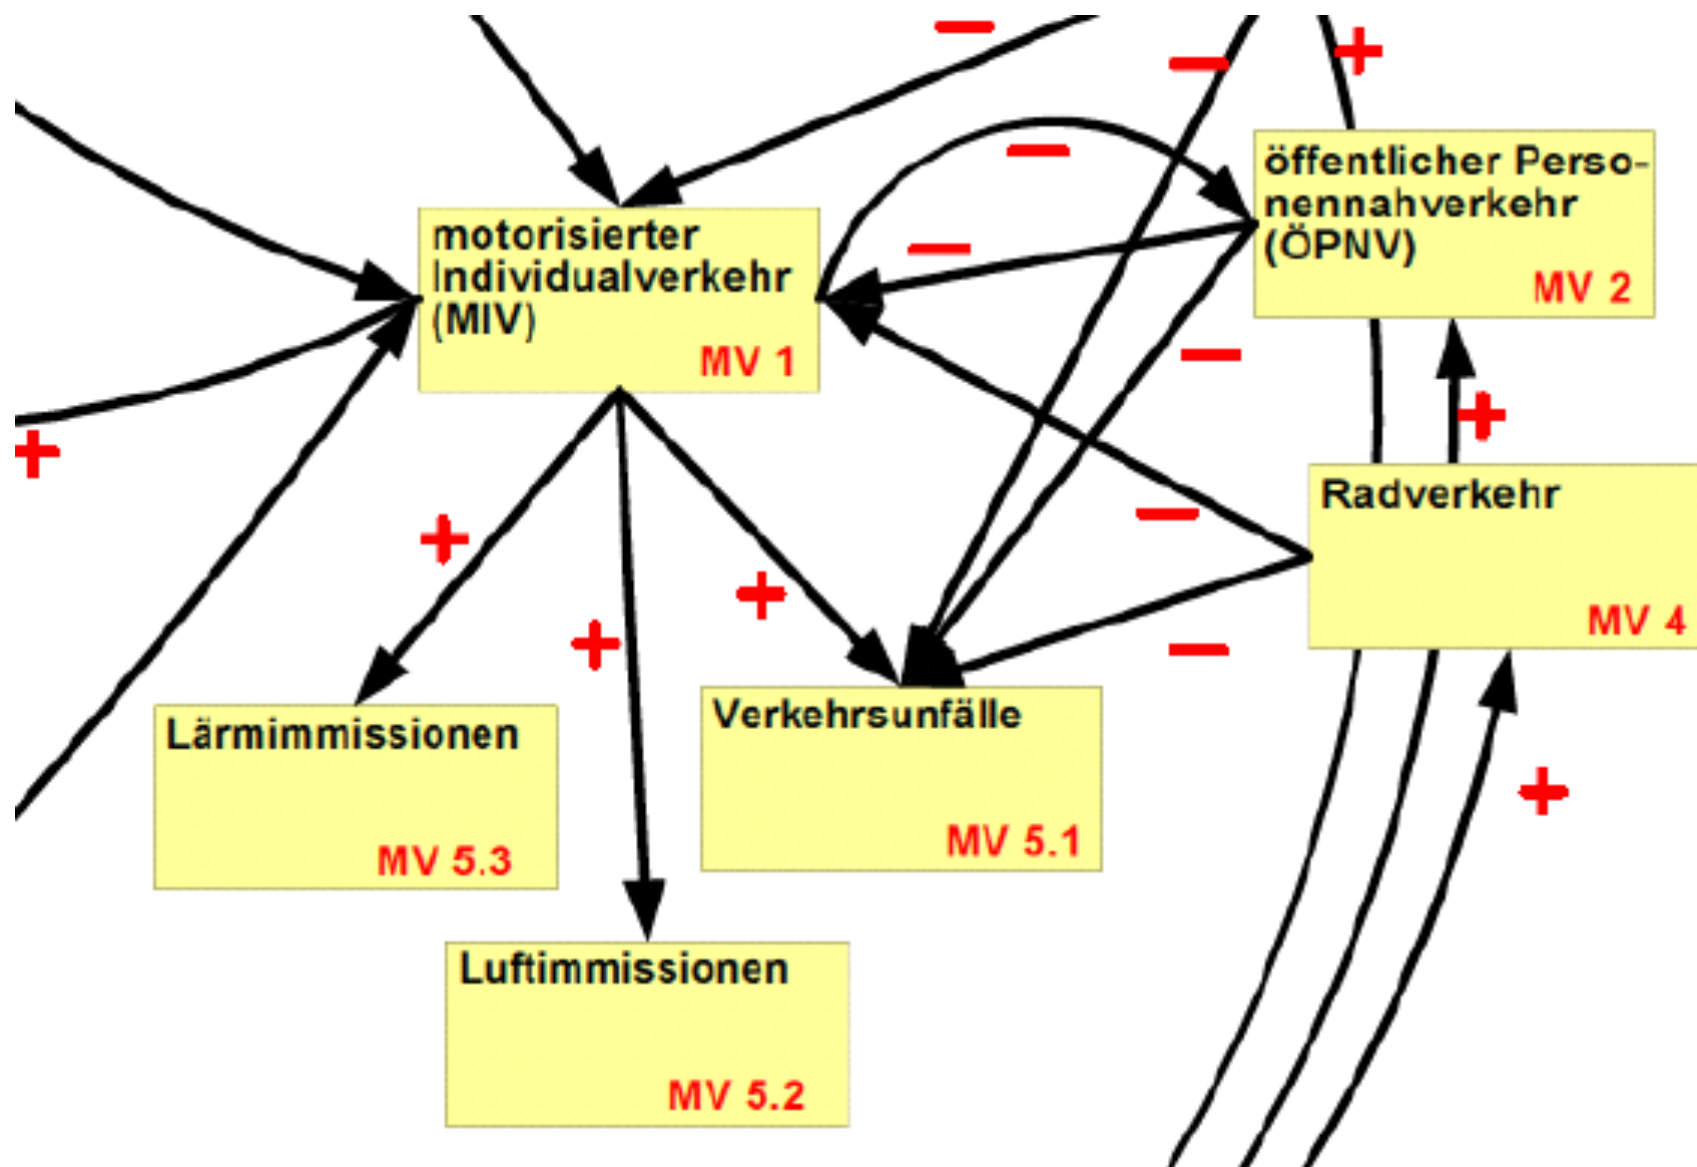 −
−
+
öffentlicher Perso-
nennahverkehr
(ÖPNV)
MV 2
−
motorisierter
Individualverkehr
(MIV)
MV 1
−
−
+
+
Radverkehr
MV 4
−
+
+
+
−
Lärmimmissionen
MV 5.3
Verkehrsunfälle
MV 5.1
+
Luftimmissionen
MV 5.2